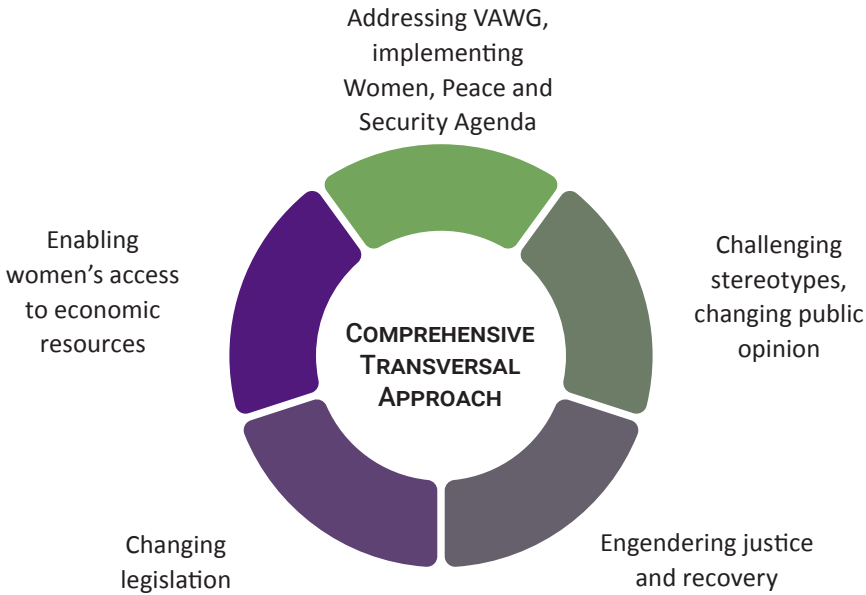 Addressing VAWG,
implementing
Women, Peace and
Security Agenda
Challenging
stereotypes,
changing public
opinion
Engendering justice
and recovery
Changing
legislation
Enabling
women’s access
to economic
resources
COMPREHENSIVE
TRANSVERSAL
APPROACH